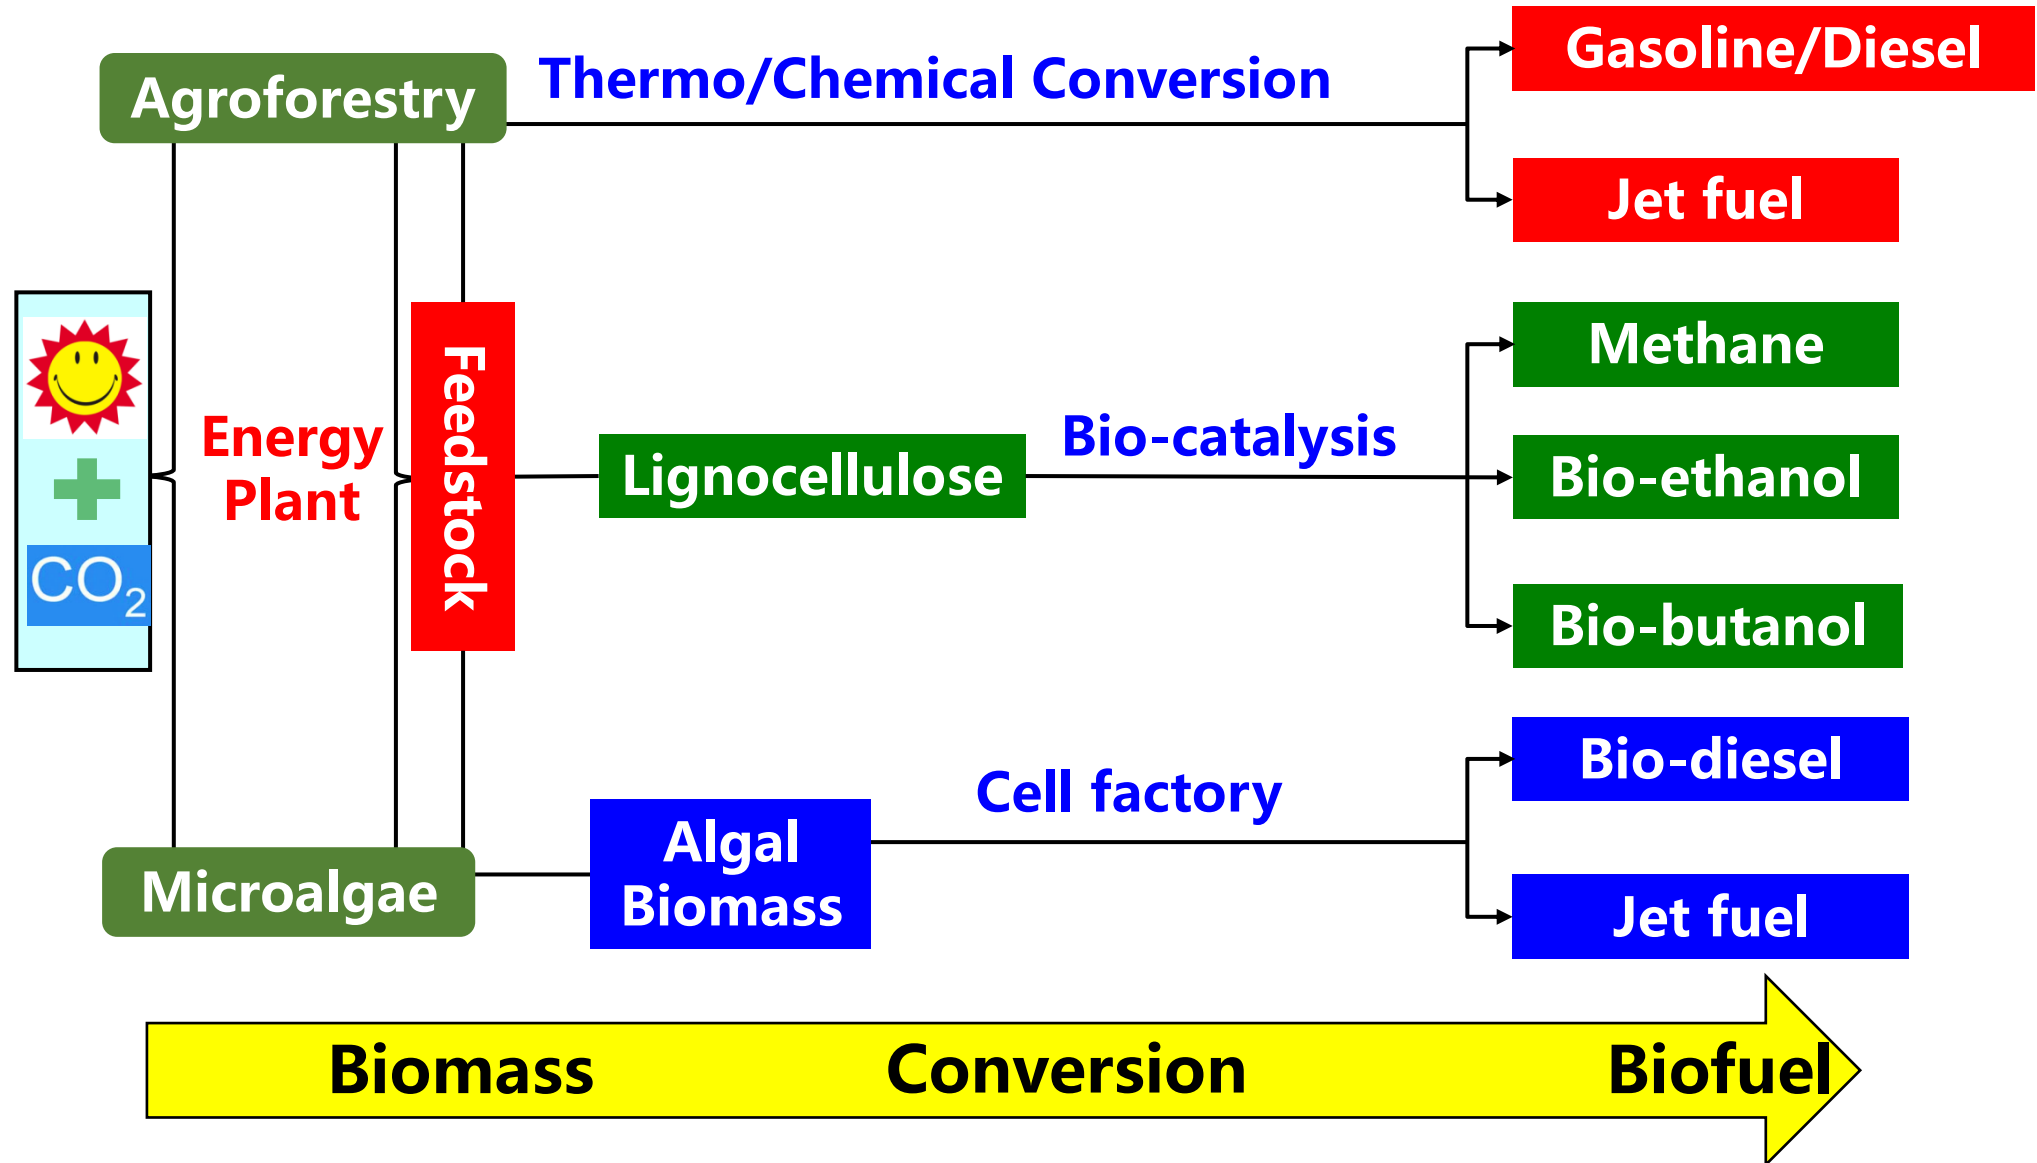 Agroforestry
Thermo/Chemical Conversion
Gasoline/Diesel
Jet fuel
CO₂
Energy
Plant
Feedstock
Lignocellulose
Bio-catalysis
Methane
Bio-ethanol
Bio-butanol
Microalgae
Algal
Biomass
Cell factory
Bio-diesel
Jet fuel
Biomass
Conversion
Biofuel